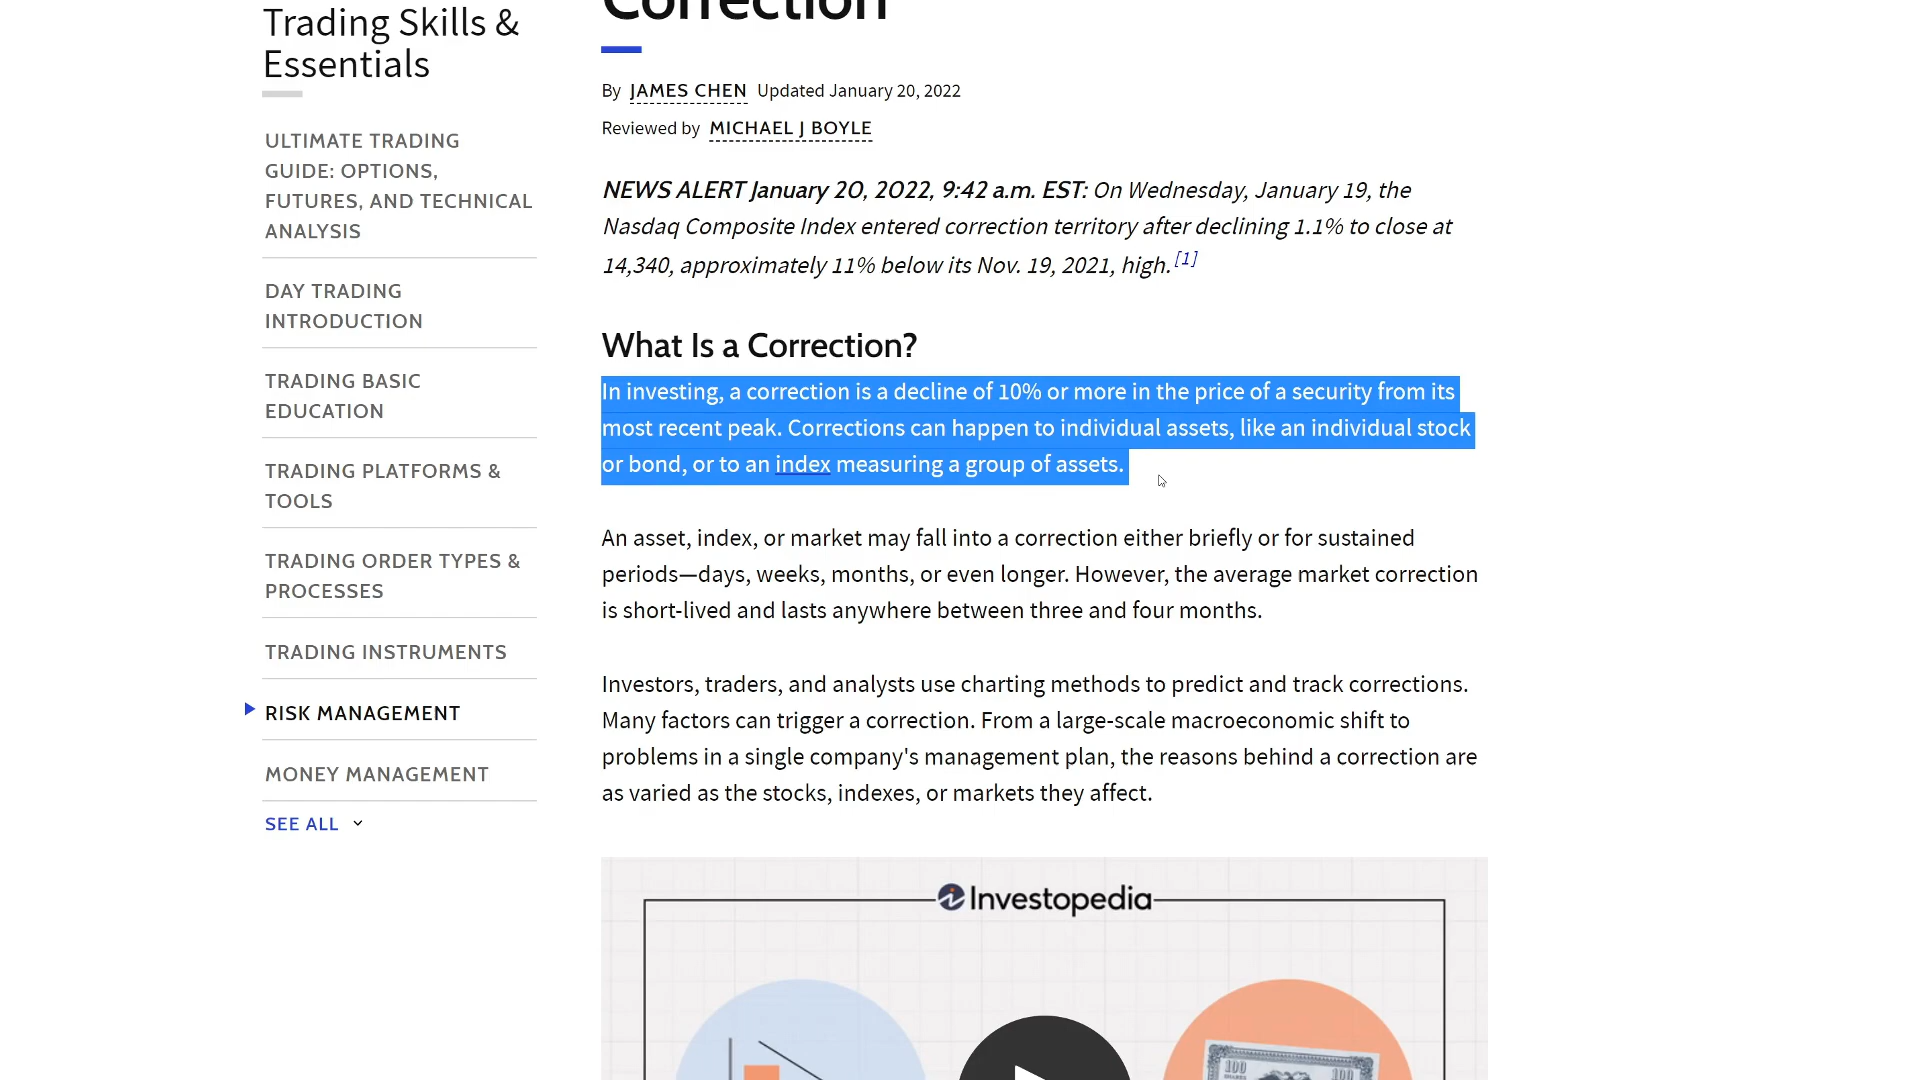 Correction
Trading Skills &
Essentials
ULTIMATE TRADING
GUIDE: OPTIONS,
FUTURES, AND TECHNICAL
ANALYSIS
DAY TRADING
INTRODUCTION
TRADING BASIC
EDUCATION
TRADING PLATFORMS &
TOOLS
TRADING ORDER TYPES &
PROCESSES
TRADING INSTRUMENTS
RISK MANAGEMENT
MONEY MANAGEMENT
SEE ALL
By JAMES CHEN Updated January 20, 2022
Reviewed by MICHAEL J BOYLE
NEWS ALERT January 20, 2022, 9:42 a.m. EST: On Wednesday, January 19, the
Nasdaq Composite Index entered correction territory after declining 1.1% to close at
14,340, approximately 11% below its Nov. 19, 2021, high. [1]
What Is a Correction?
In investing, a correction is a decline of 10% or more in the price of a security from its
most recent peak. Corrections can happen to individual assets, like an individual stock
or bond, or to an index measuring a group of assets.
An asset, index, or market may fall into a correction either briefly or for sustained
periods—days, weeks, months, or even longer. However, the average market correction
is short-lived and lasts anywhere between three and four months.
Investors, traders, and analysts use charting methods to predict and track corrections.
Many factors can trigger a correction. From a large-scale macroeconomic shift to
problems in a single company's management plan, the reasons behind a correction are
as varied as the stocks, indexes, or markets they affect.
Investopedia
100 100